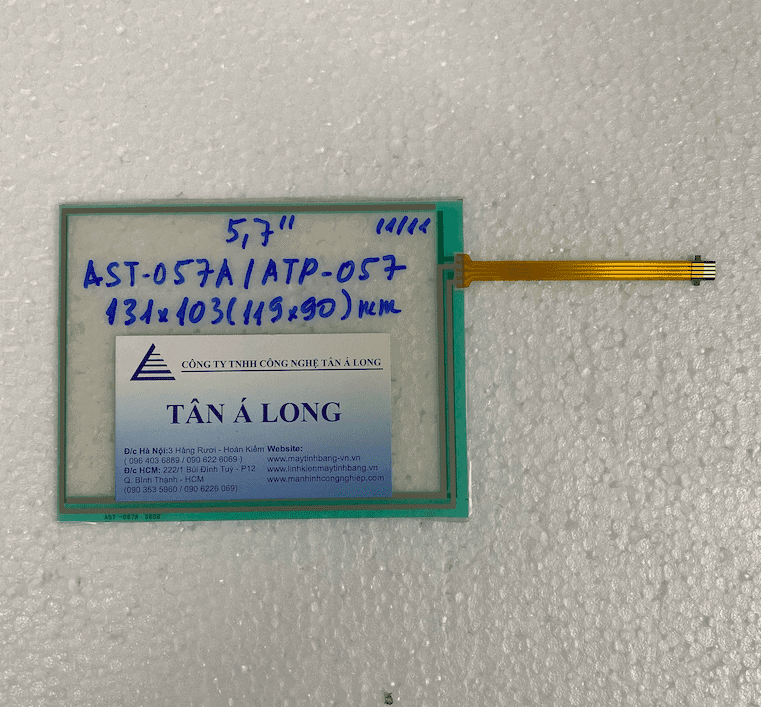 5,7" 11/11
AST-057A / ATP-057
131x103(119x90)mm
CÔNG TY TNHH CÔNG NGHỆ TÂN Á LONG
TÂN Á LONG
Đ/c Hà Nội:3 Hàng Rươi - Hoàn Kiếm Website:
( 096 403 6869 / 090 622 6069 ) www.maytinhbang-vn.vn
Đ/c HCM: 222/1 Bùi Đình Tuý - P12 www.linhkienmaytinhbang.vn
Q. Bình Thạnh - HCM www.manhinhcongnghiep.com
(090 353 5960 / 090 6226 069)
AST-057A